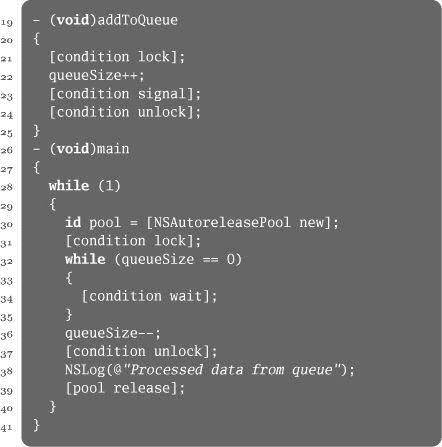 19 - (void)addToQueue
20 {
21   [condition lock];
22   queueSize++;
23   [condition signal];
24   [condition unlock];
25 }
26 - (void)main
27 {
28   while (1)
29   {
30     id pool = [NSAutoreleasePool new];
31     [condition lock];
32     while (queueSize == 0)
33     {
34       [condition wait];
35     }
36     queueSize--;
37     [condition unlock];
38     NSLog(@"Processed data from queue");
39     [pool release];
40   }
41 }